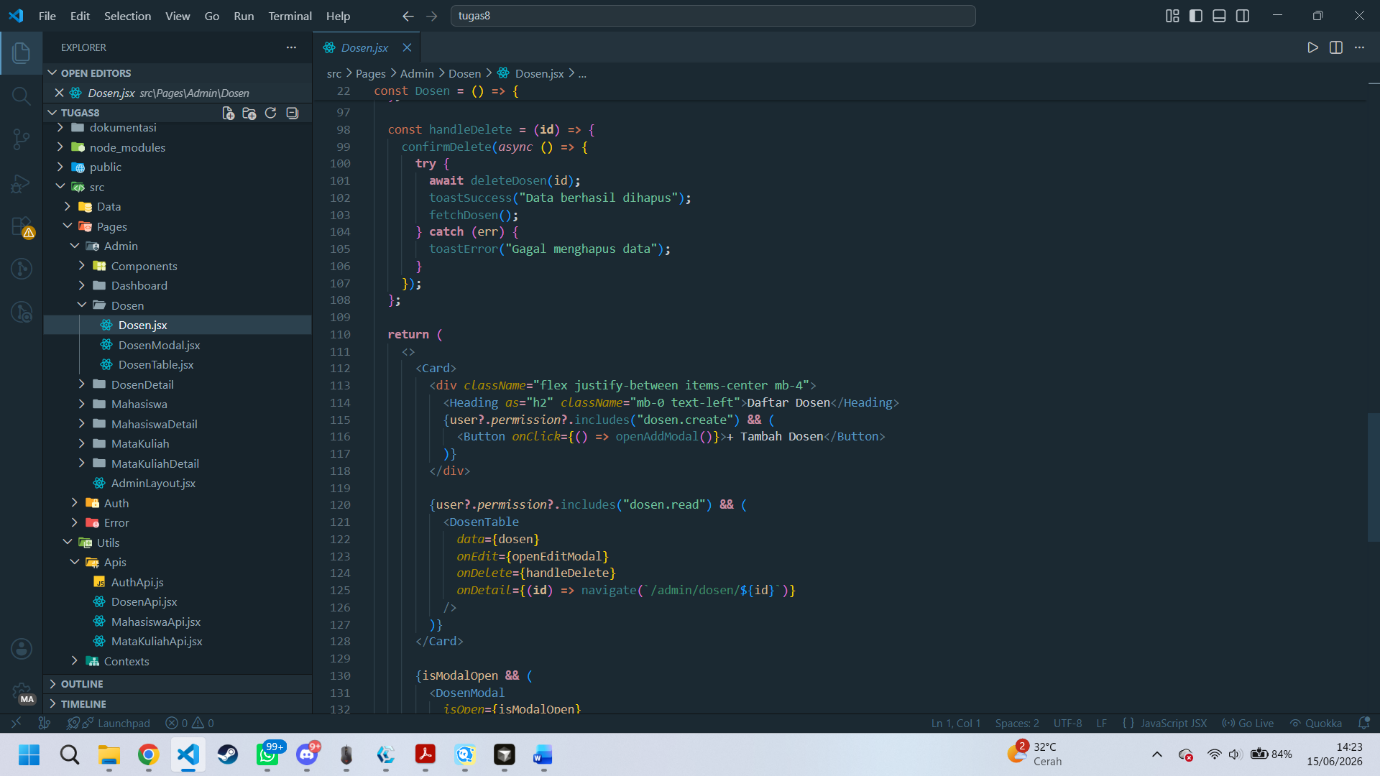 File Edit Selection View Go Run Terminal Help
tugas8
EXPLORER
OPEN EDITORS
Dosen.jsx src\Pages\Admin\Dosen
TUGAS8
dokumentasi
node_modules
public
src
Data
Pages
Admin
Components
Dashboard
Dosen
Dosen.jsx
DosenModal.jsx
DosenTable.jsx
DosenDetail
Mahasiswa
MahasiswaDetail
MataKuliah
MataKuliahDetail
AdminLayout.jsx
Auth
Error
Utils
Apis
AuthApi.js
DosenApi.jsx
MahasiswaApi.jsx
MataKuliahApi.jsx
Contexts
OUTLINE
TIMELINE
Dosen.jsx
src > Pages > Admin > Dosen > Dosen.jsx > ...
22 const Dosen = () => {
97
98 const handleDelete = (id) => {
99 confirmDelete(async () => {
100 try {
101 await deleteDosen(id);
102 toastSuccess("Data berhasil dihapus");
103 fetchDosen();
104 } catch (err) {
105 toastError("Gagal menghapus data");
106 }
107 });
108 };
109
110 return (
111 <>
112 <Card>
113 <div className="flex justify-between items-center mb-4">
114 <Heading as="h2" className="mb-0 text-left">Daftar Dosen</Heading>
115 {user?.permission?.includes("dosen.create") && (
116 <Button onClick={() => openAddModal()}>+ Tambah Dosen</Button>
117 )}
118 </div>
119
120 {user?.permission?.includes("dosen.read") && (
121 <DosenTable
122 data={dosen}
123 onEdit={openEditModal}
124 onDelete={handleDelete}
125 onDetail={(id) => navigate(`/admin/dosen/${id}`)}
126 />
127 )}
128 </Card>
129
130 {isModalOpen && (
131 <DosenModal
132 isOpen={isModalOpen}
MA
Launchpad 0 0
Ln 1, Col 1 Spaces: 2 UTF-8 LF { } JavaScript JSX Go Live Quokka
99+
9+
2
32°C
Cerah
84%
14:23
15/06/2026